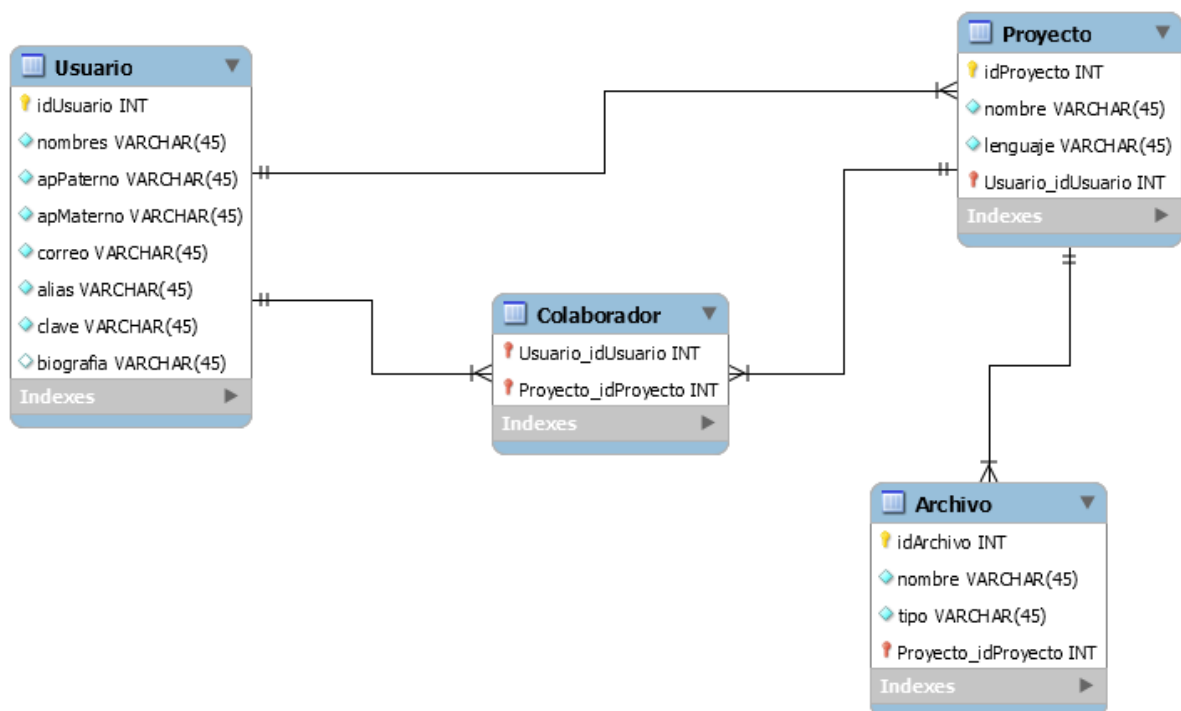 Usuario
idUsuario INT
nombres VARCHAR(45)
apPaterno VARCHAR(45)
apMaterno VARCHAR(45)
correo VARCHAR(45)
alias VARCHAR(45)
clave VARCHAR(45)
biografia VARCHAR(45)
Indexes
Proyecto
idProyecto INT
nombre VARCHAR(45)
lenguaje VARCHAR(45)
Usuario_idUsuario INT
Indexes
Colaborador
Usuario_idUsuario INT
Proyecto_idProyecto INT
Indexes
Archivo
idArchivo INT
nombre VARCHAR(45)
tipo VARCHAR(45)
Proyecto_idProyecto INT
Indexes